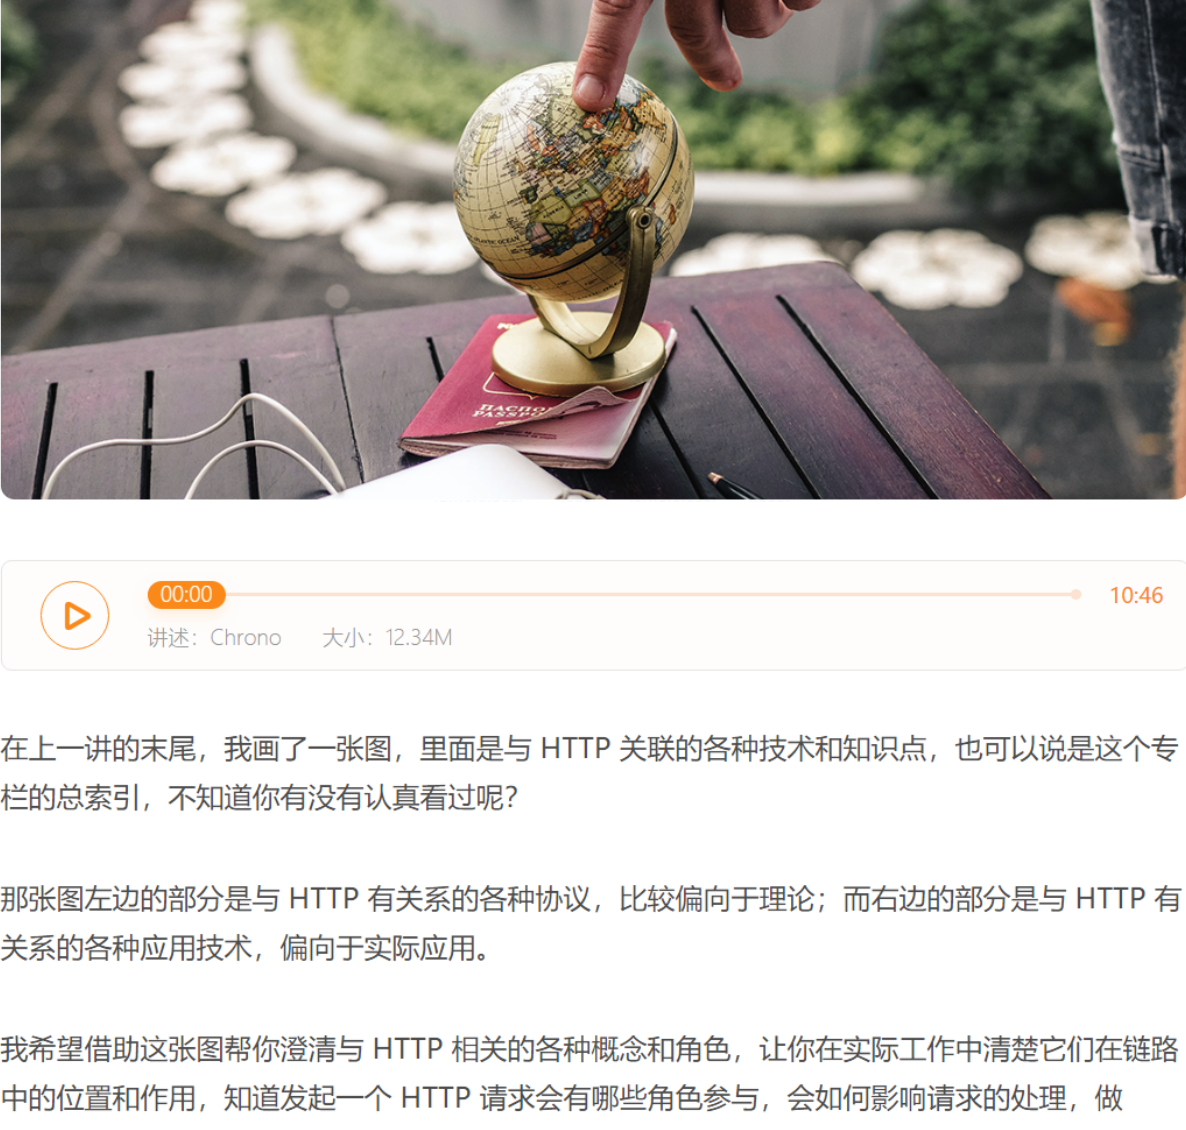 ATLANTIC OCEAN
ПАСПО
PASSPO
00:00
10:46
讲述：Chrono 大小：12.34M
在上一讲的末尾，我画了一张图，里面是与 HTTP 关联的各种技术和知识点，也可以说是这个专
栏的总索引，不知道你有没有认真看过呢？
那张图左边的部分是与 HTTP 有关系的各种协议，比较偏向于理论；而右边的部分是与 HTTP 有
关系的各种应用技术，偏向于实际应用。
我希望借助这张图帮你澄清与 HTTP 相关的各种概念和角色，让你在实际工作中清楚它们在链路
中的位置和作用，知道发起一个 HTTP 请求会有哪些角色参与，会如何影响请求的处理，做